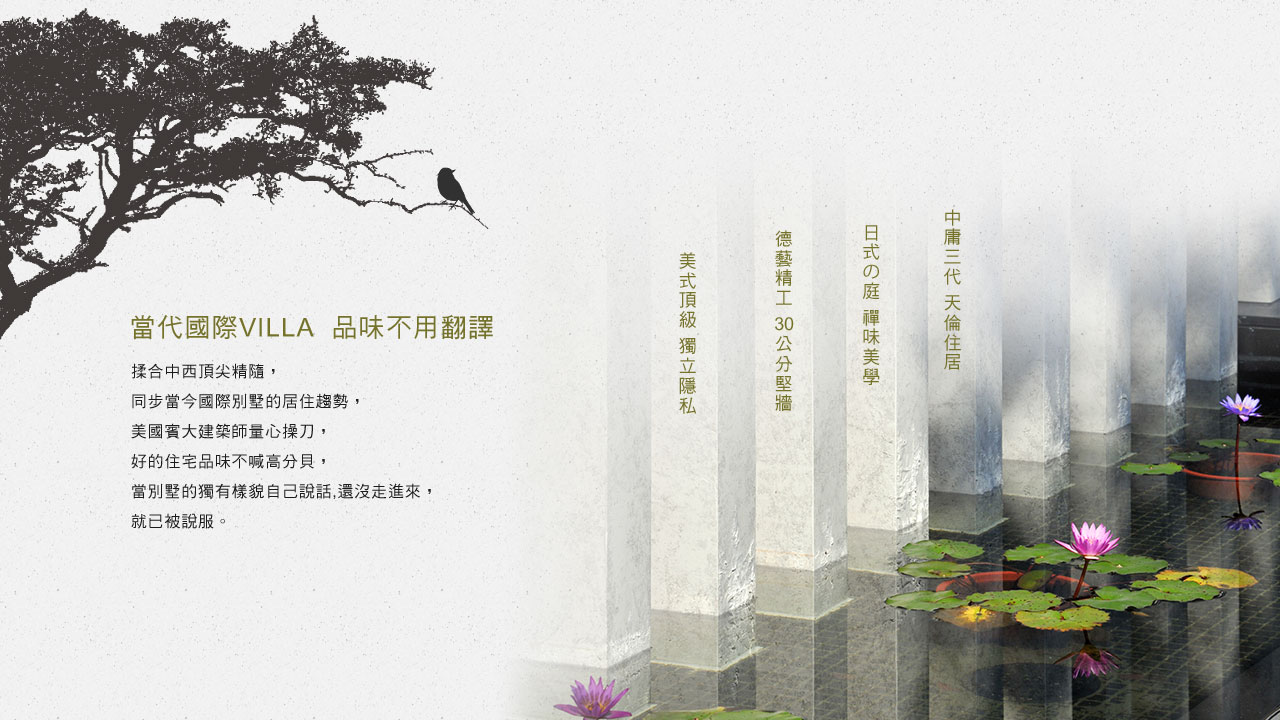 當代國際VILLA 品味不用翻譯
揉合中西頂尖精隨，
同步當今國際別墅的居住趨勢，
美國賓大建築師量心操刀，
好的住宅品味不喊高分貝，
當別墅的獨有樣貌自己說話,還沒走進來，
就已被說服。
美式頂級 獨立隱私
德藝精工 30公分堅牆
日式の庭 禪味美學
中庸三代 天倫住居